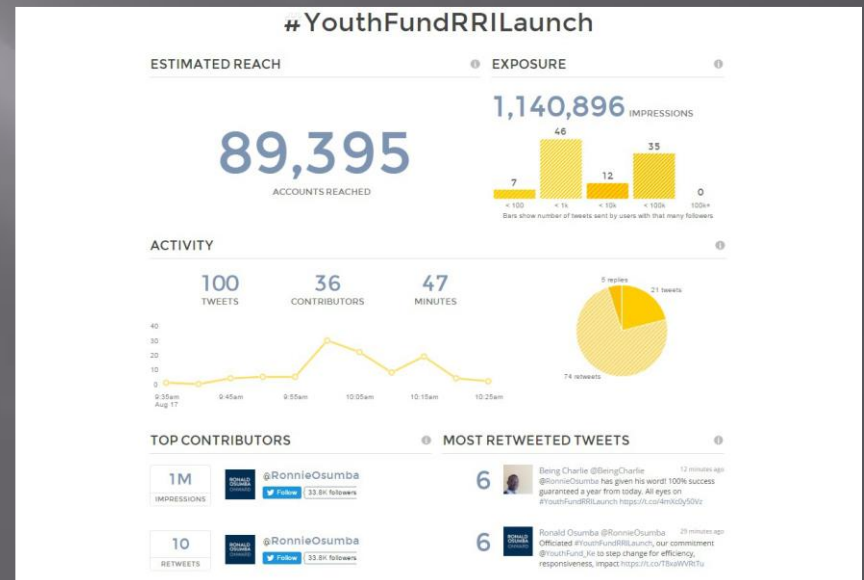 #YouthFundRRILaunch
ESTIMATED REACH
89,395
ACCOUNTS REACHED
EXPOSURE
1,140,896 IMPRESSIONS
7
46
12
35
0
< 100
< 1k
< 10k
< 100k
100k+
Bars show number of tweets sent by users with that many followers
ACTIVITY
100
TWEETS
36
CONTRIBUTORS
47
MINUTES
40
30
20
10
0
9:35am
Aug 17
9:45am
9:55am
10:05am
10:15am
10:25am
5 replies
21 tweets
74 retweets
TOP CONTRIBUTORS
1M
IMPRESSIONS
RONALD
OSUMBA
@RonnieOsumba
Follow
33.8K followers
10
RETWEETS
RONALD
OSUMBA
@RonnieOsumba
Follow
33.8K followers
MOST RETWEETED TWEETS
6
Being Charlie @BeingCharlie
12 minutes ago
@RonnieOsumba has given his word! 100% success
guaranteed a year from today. All eyes on
#YouthFundRRILaunch
6
RONALD
OSUMBA
Ronald Osumba @RonnieOsumba
29 minutes ago
Officiated #YouthFundRRILaunch, our commitment
@YouthFund_Ke to step change for efficiency,
responsiveness, impact